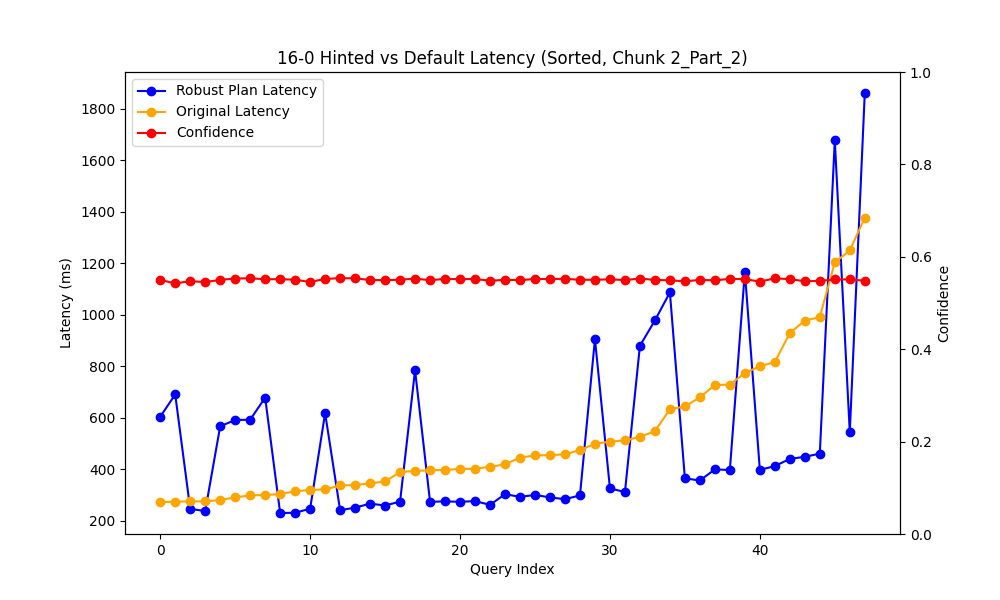 16-0 Hinted vs Default Latency (Sorted, Chunk 2_Part_2)
Robust Plan Latency
Original Latency
Confidence
Latency (ms)
1800
1600
1400
1200
1000
800
600
400
200
1.0
0.8
0.6
0.4
0.2
0.0
Confidence
0 10 20 30 40
Query Index